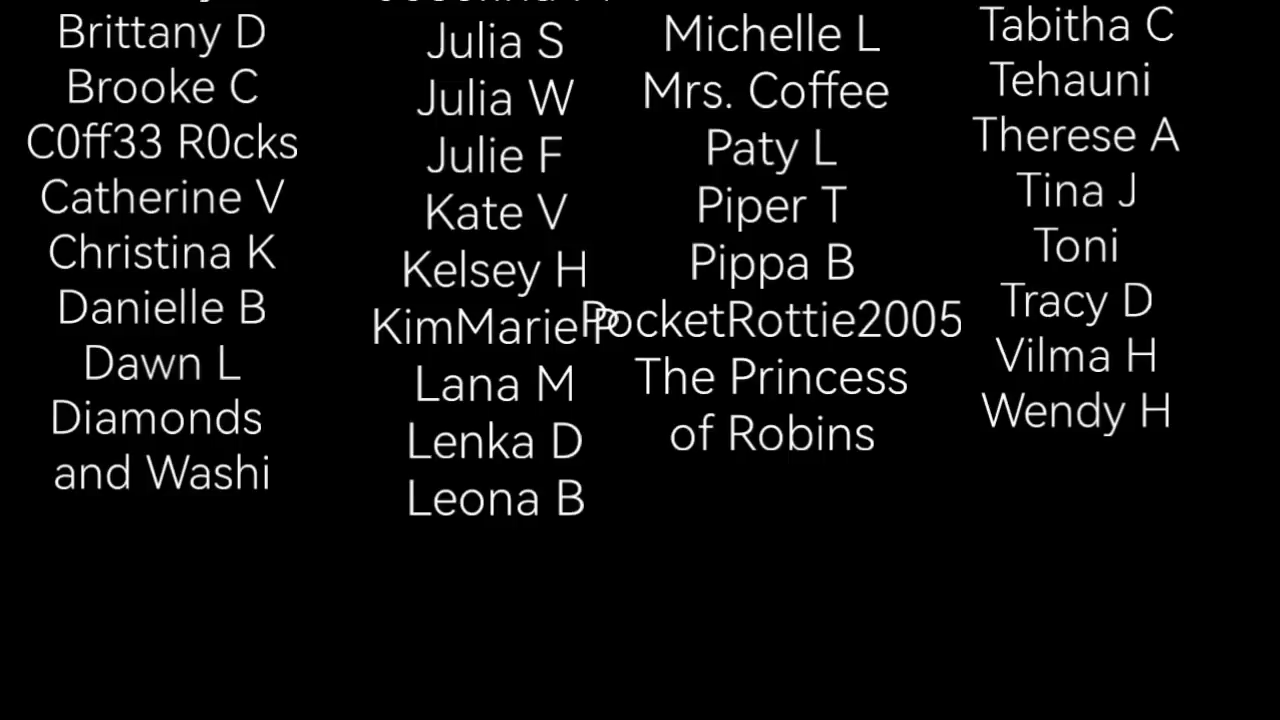 Brittany D
Brooke C
C0ff33 R0cks
Catherine V
Christina K
Danielle B
Dawn L
Diamonds
and Washi
Julia S
Julia W
Julie F
Kate V
Kelsey H
KimMarie P
Lana M
Lenka D
Leona B
Michelle L
Mrs. Coffee
Paty L
Piper T
Pippa B
PocketRottie2005
The Princess
of Robins
Tabitha C
Tehauni
Therese A
Tina J
Toni
Tracy D
Vilma H
Wendy H